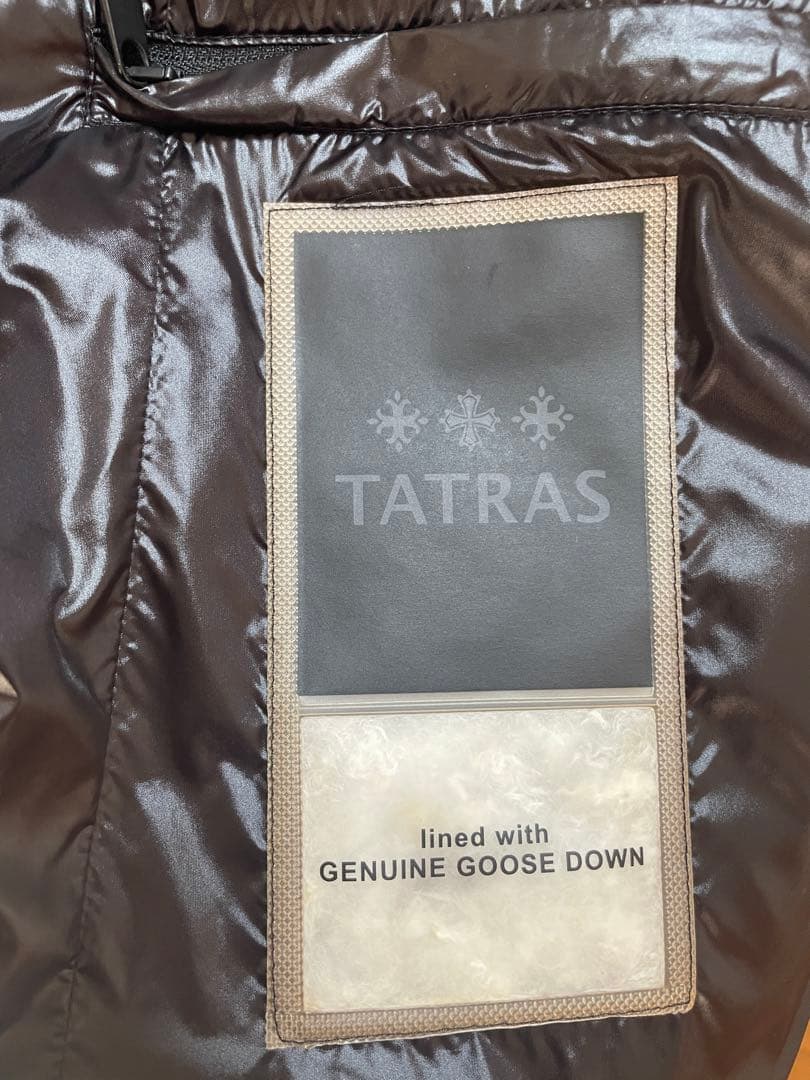 TATRAS
lined with
GENUINE GOOSE DOWN